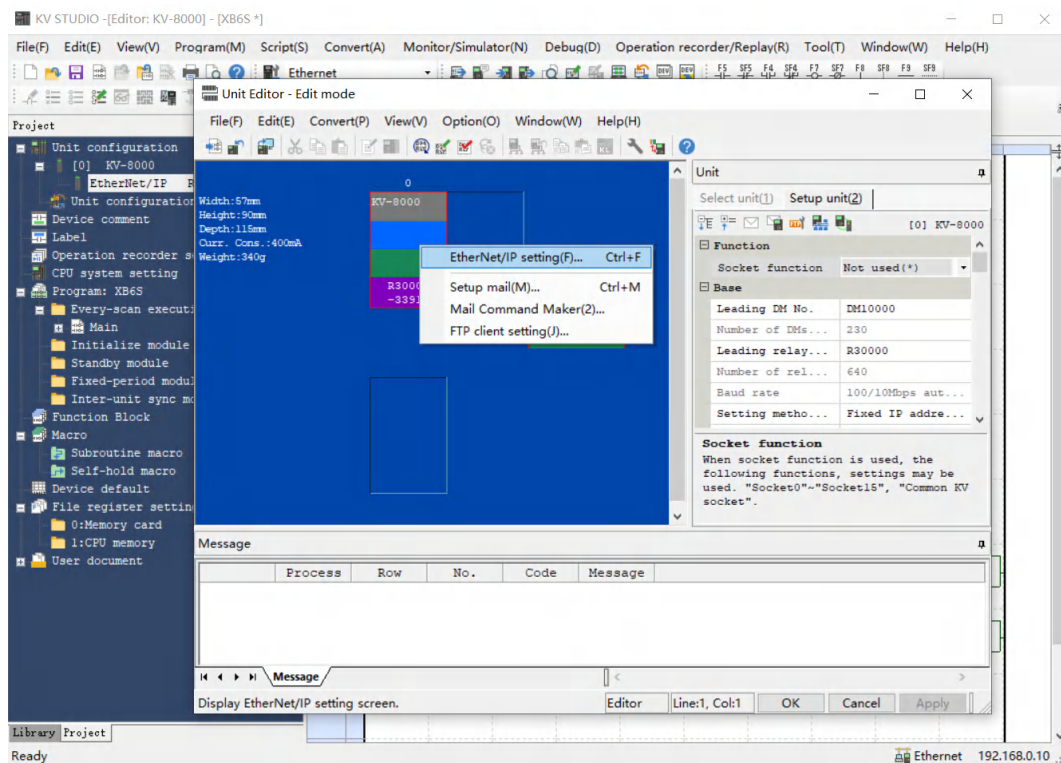 KV STUDIO -[Editor: KV-8000] - [XB6S *]
File(F) Edit(E) View(V) Program(M) Script(S) Convert(A) Monitor/Simulator(N) Debug(D) Operation recorder/Replay(R) Tool(T) Window(W) Help(H)
Ethernet
F5 SF5 F4 SF4 F7 SF7 F8 SF8 F9 SF9
Unit Editor - Edit mode
File(F) Edit(E) Convert(P) View(V) Option(O) Window(W) Help(H)
Project
Unit configuration
[0] KV-8000
EtherNet/IP R
Unit configuration
Device comment
Label
Operation recorder s
CPU system setting
Program: XB6S
Every-scan executi
Main
Initialize module
Standby module
Fixed-period modul
Inter-unit sync mo
Function Block
Macro
Subroutine macro
Self-hold macro
Device default
File register settin
0:Memory card
1:CPU memory
User document
Library Project
Width:57mm
Height:90mm
Depth:115mm
Curr. Cons.:400mA
Weight:340g
0
KV-8000
R3000
-3391
EtherNet/IP setting(F)... Ctrl+F
Setup mail(M)... Ctrl+M
Mail Command Maker(2)...
FTP client setting(J)...
Unit
Select unit(1) Setup unit(2)
[0] KV-8000
Function
Socket function Not used(*)
Base
Leading DM No. DM10000
Number of DMs... 230
Leading relay... R30000
Number of rel... 640
Baud rate 100/10Mbps aut...
Setting metho... Fixed IP addre...
Socket function
When socket function is used, the
following functions, settings may be
used. "Socket0"~"Socket15", "Common KV
socket".
Message
Process Row No. Code Message
Message
Display EtherNet/IP setting screen. Editor Line:1, Col:1 OK Cancel Apply
Ready Ethernet 192.168.0.10